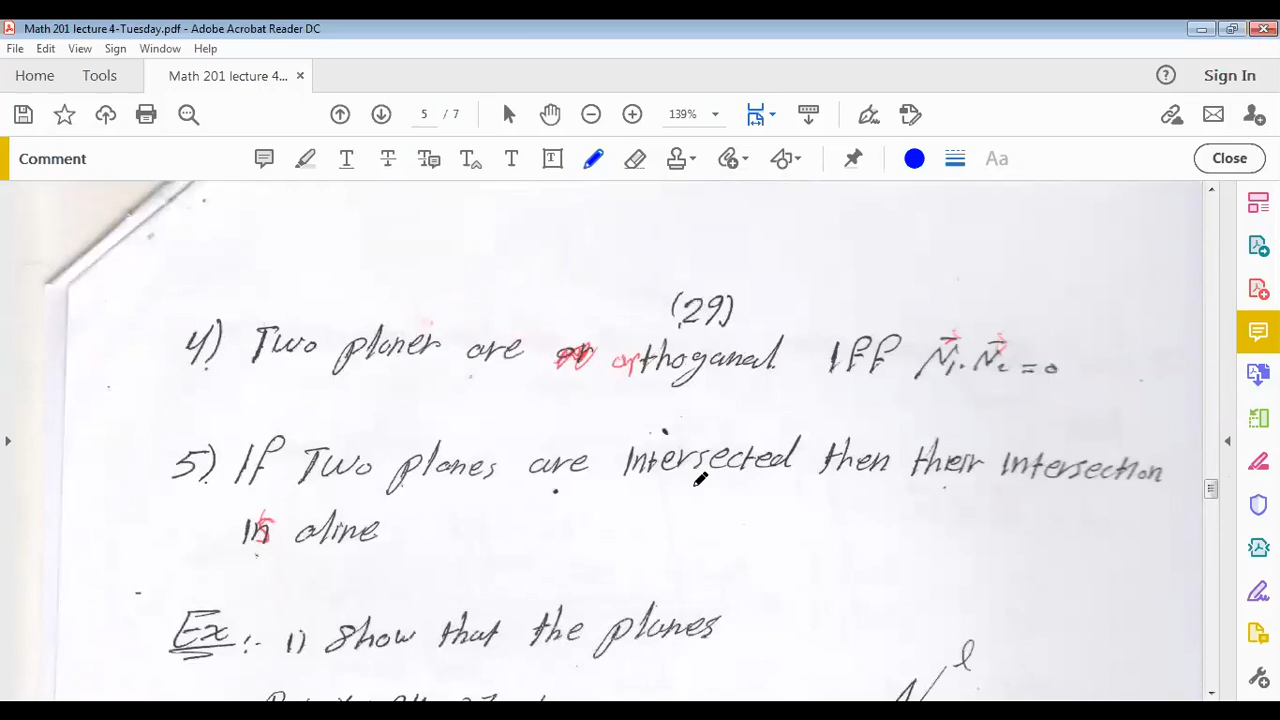 Math 201 lecture 4-Tuesday.pdf - Adobe Acrobat Reader DC
File Edit View Sign Window Help
Home Tools Math 201 lecture 4... × Sign In
5 / 7 139%
Comment Close
(29)
4) Two planes are orthoganal IFF N₁ . N₂ = 0
5) If Two planes are Intersected then their Intersection
is a line
Ex :- 1) Show that the planes
l